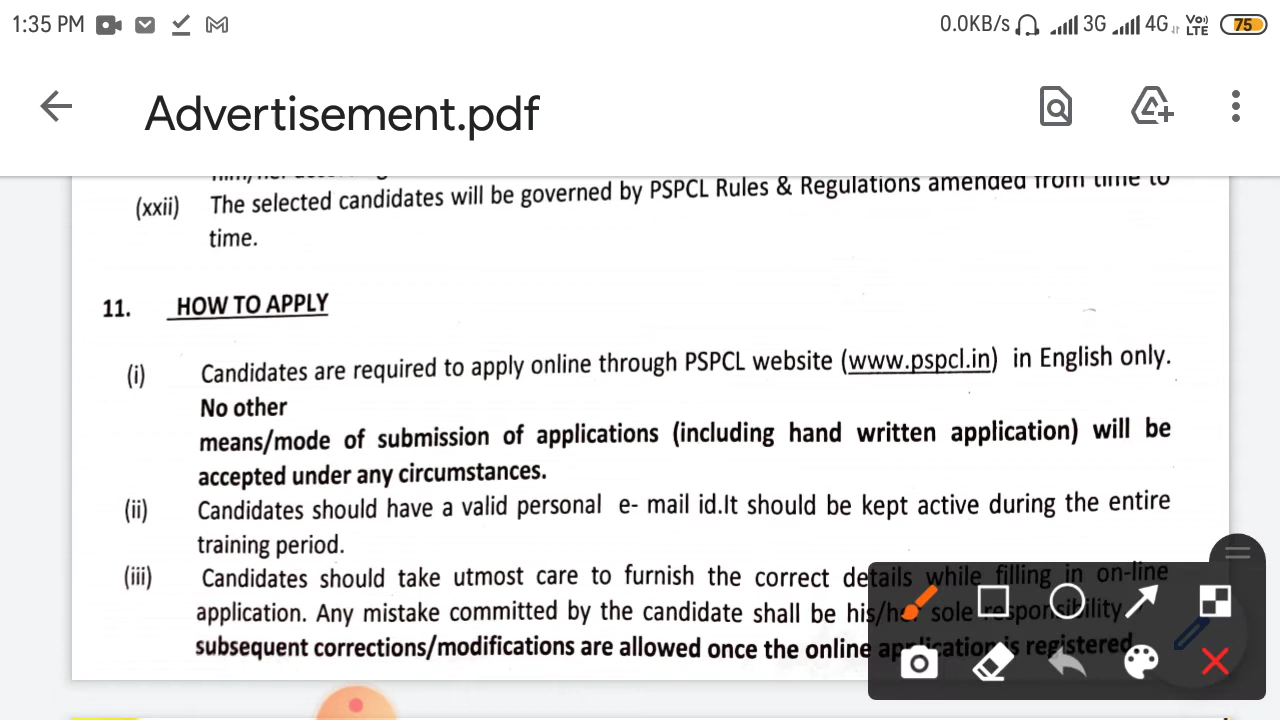 1:35 PM
0.0KB/s 3G 4G Vo) LTE 75
Advertisement.pdf
(xxii) The selected candidates will be governed by PSPCL Rules & Regulations amended from time to
time.
11. HOW TO APPLY
(i) Candidates are required to apply online through PSPCL website (www.pspcl.in) in English only.
No other
means/mode of submission of applications (including hand written application) will be
accepted under any circumstances.
(ii) Candidates should have a valid personal e- mail id.It should be kept active during the entire
training period.
(iii) Candidates should take utmost care to furnish the correct details while filling in on-line
application. Any mistake committed by the candidate shall be his/her sole responsibility.
subsequent corrections/modifications are allowed once the online application is registered